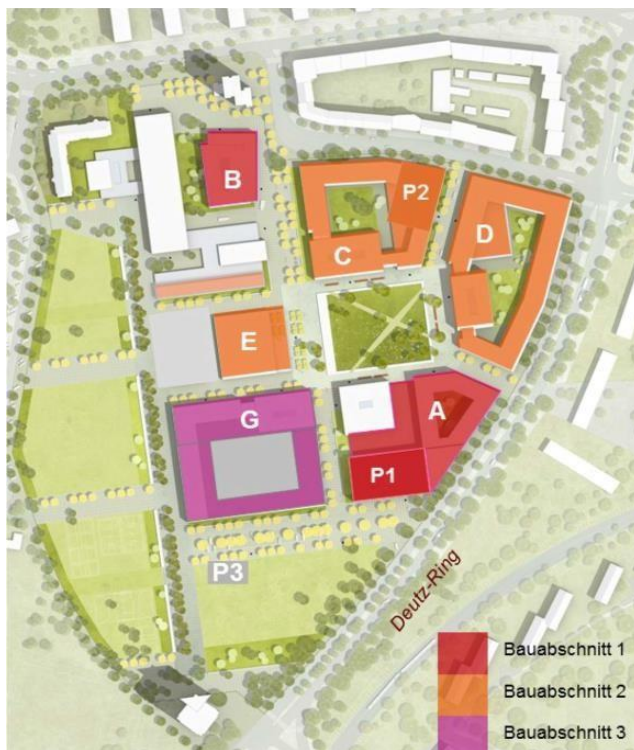 B
P2
D
C
E
A
G
P1
P3
Deutz-Ring
Bauabschnitt 1
Bauabschnitt 2
Bauabschnitt 3